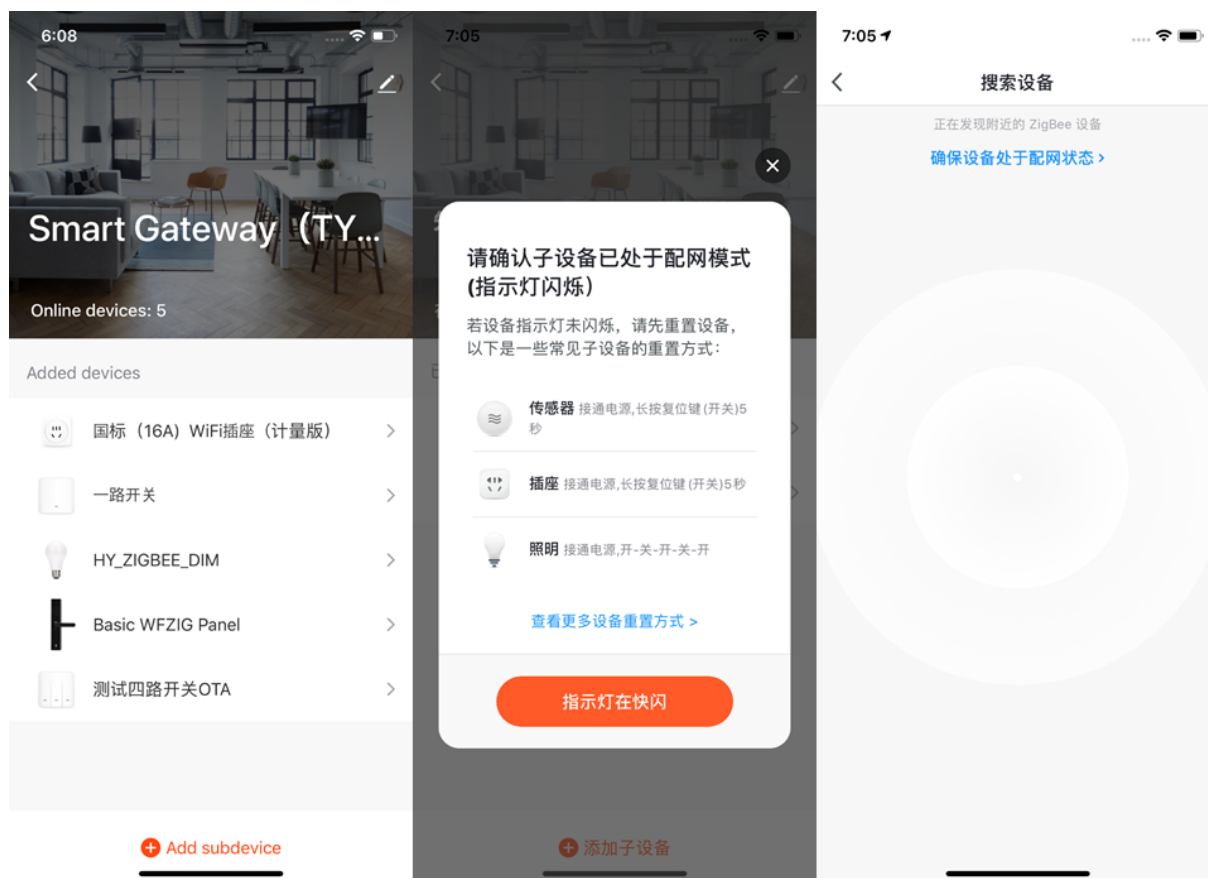 6:08
Smart Gateway（TY...
Online devices: 5
Added devices
国标（16A）WiFi插座（计量版）
一路开关
HY_ZIGBEE_DIM
Basic WFZIG Panel
测试四路开关OTA
Add subdevice
7:05
请确认子设备已处于配网模式
(指示灯闪烁）
若设备指示灯未闪烁，请先重置设备，
以下是一些常见子设备的重置方式：
传感器 接通电源,长按复位键(开关)5
秒
插座 接通电源,长按复位键(开关)5秒
照明 接通电源,开-关-开-关-开
查看更多设备重置方式 >
指示灯在快闪
添加子设备
7:05
搜索设备
正在发现附近的 ZigBee 设备
确保设备处于配网状态 >